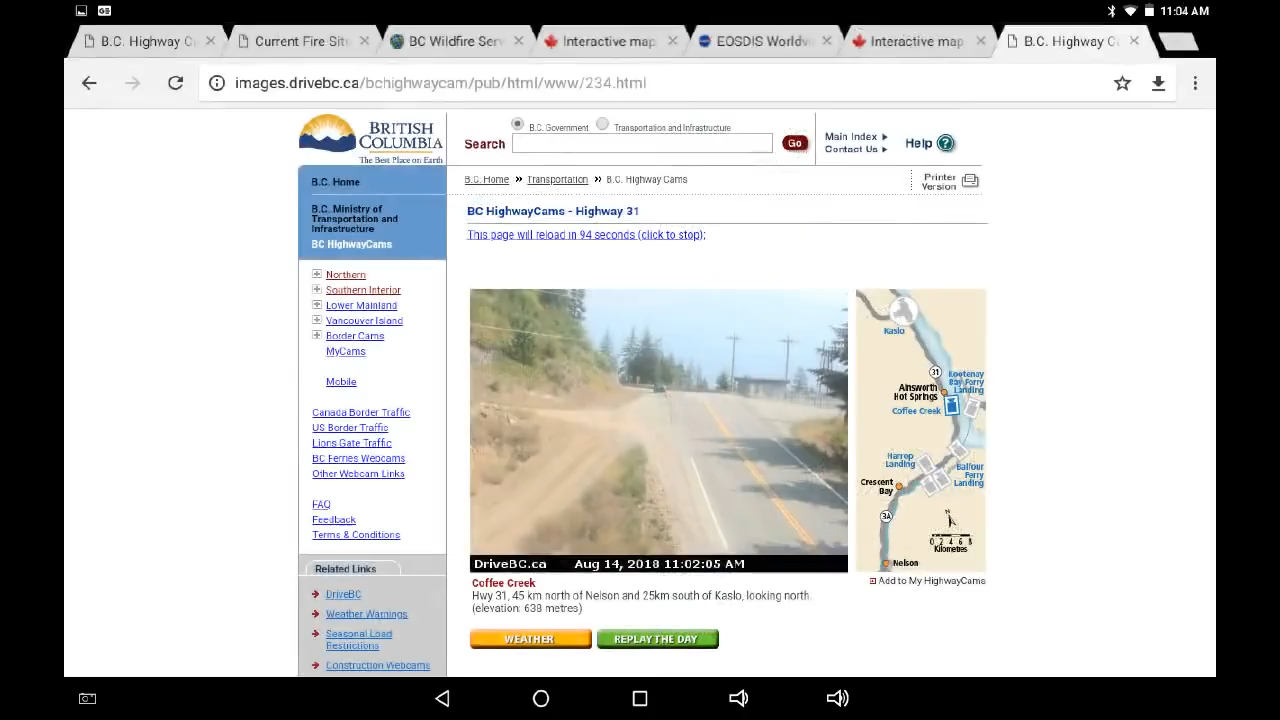 GE
11:04 AM
B.C. Highway C
Current Fire Sit
BC Wildfire Serv
Interactive map
EOSDIS Worldv
Interactive map
B.C. Highway C
images.drivebc.ca/bchighwaycam/pub/html/www/234.html
BRITISH
COLUMBIA
The Best Place on Earth
B.C. Government
Transportation and Infrastructure
Search
Go
Main Index
Contact Us
Help ?
B.C. Home » Transportation » B.C. Highway Cams
Printer
Version
B.C. Home
B.C. Ministry of
Transportation and
Infrastructure
BC HighwayCams
BC HighwayCams - Highway 31
This page will reload in 94 seconds (click to stop);
Northern
Southern Interior
Lower Mainland
Vancouver Island
Border Cams
MyCams
Mobile
Canada Border Traffic
US Border Traffic
Lions Gate Traffic
BC Ferries Webcams
Other Webcam Links
FAQ
Feedback
Terms & Conditions
Related Links
DriveBC
Weather Warnings
Seasonal Load
Restrictions
Construction Webcams
DriveBC.ca Aug 14, 2018 11:02:05 AM
Kaslo
31
Kootenay
Bay Ferry
Landing
Ainsworth
Hot Springs
Coffee Creek
Harrop
Landing
Balfour
Ferry
Landing
Crescent
Bay
3A
N
0 2 4 6 8
Kilometres
Nelson
Add to My HighwayCams
Coffee Creek
Hwy 31, 45 km north of Nelson and 25km south of Kaslo, looking north.
(elevation: 638 metres)
WEATHER
REPLAY THE DAY